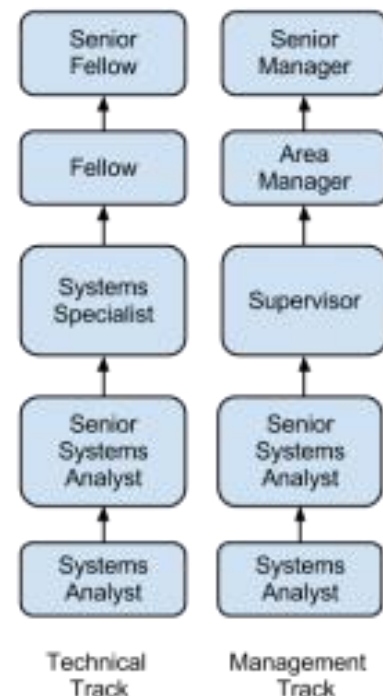 Senior
Fellow
Fellow
Systems
Specialist
Senior
Systems
Analyst
Systems
Analyst
Technical
Track
Senior
Manager
Area
Manager
Supervisor
Senior
Systems
Analyst
Systems
Analyst
Management
Track